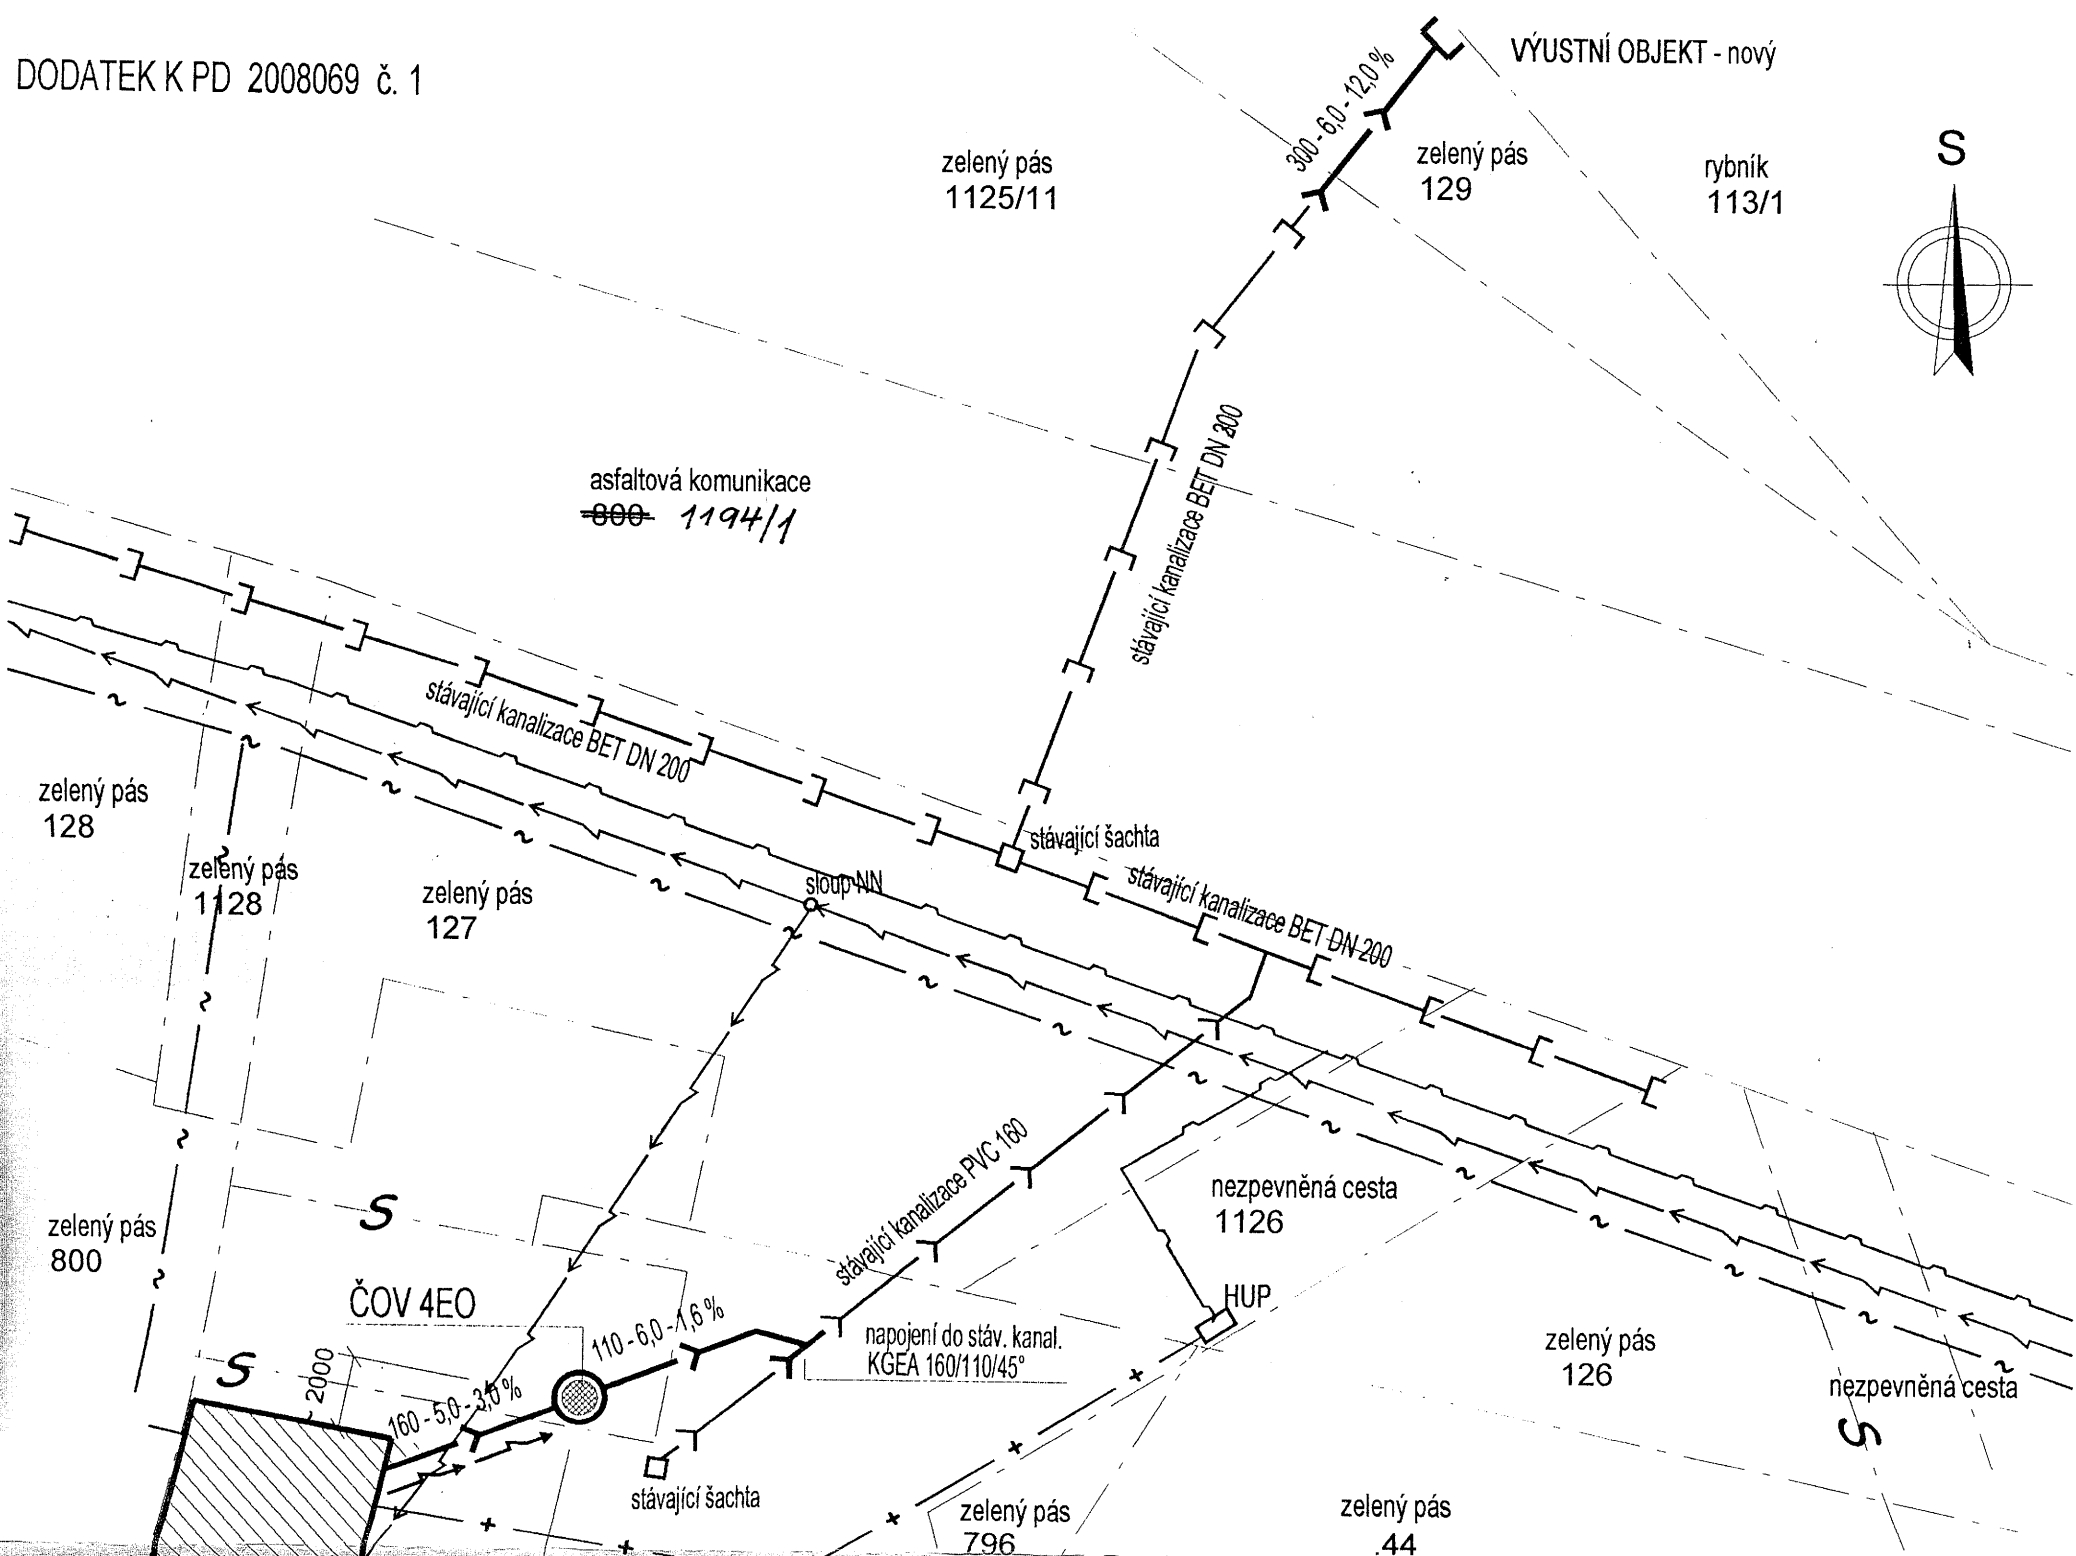 DODATEK K PD 2008069 č. 1
VÝUSTNÍ OBJEKT - nový
300 - 6,0 - 12,0 %
zelený pás
1125/11
zelený pás
129
rybník
113/1
S
asfaltová komunikace
800 1194/1
stávající kanalizace BET DN
stávající kanalizace BET DN 200
stávající šachta
stávající kanalizace BET DN 200
sloup NN
zelený pás
128
zelený pás
1128
zelený pás
127
stávající kanalizace PVC 160
nezpevněná cesta
1126
zelený pás
800
S
ČOV 4EO
110 - 6,0 - 1,6 %
HUP
napojení do stáv. kanal.
KGEA 160/110/45°
zelený pás
126
nezpevněná cesta
S
2000
160 - 5,0 - 3,0 %
S
stávající šachta
zelený pás
796
zelený pás
.44